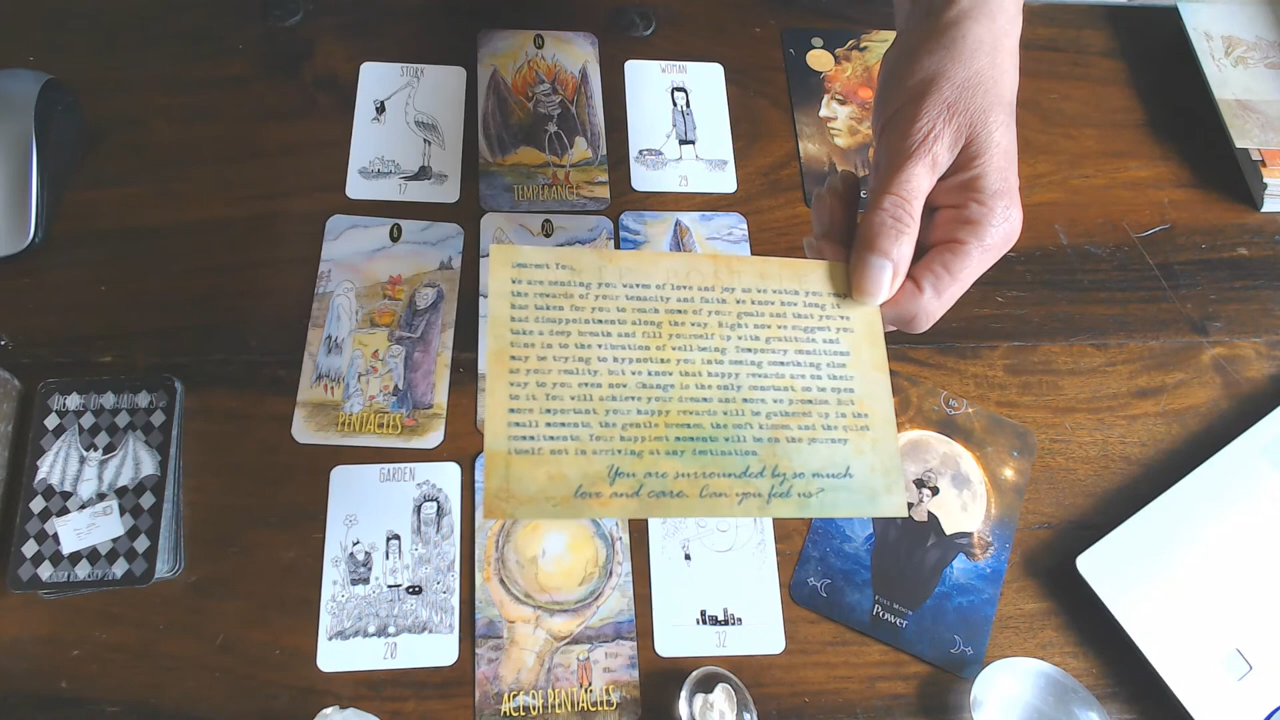 STORK
17
14
TEMPERANCE
WOMAN
29
6
PENTACLES
20
Dearest You,
We are sending you waves of love and joy as we watch you reap
the rewards of your tenacity and faith. We know how long it
has taken for you to reach some of your goals and that you've
had disappointments along the way. Right now we suggest you
take a deep breath and fill yourself up with gratitude, and
tune in to the vibration of well-being. Temporary conditions
may be trying to hypnotize you into seeing something else
as your reality, but we know that happy rewards are on their
way to you even now. Change is the only constant, so be open
to it. You will achieve your dreams and more, we promise. But
more important, your happy rewards will be gathered up in the
small moments, the gentle breezes, the soft kisses, and the quiet
commitments. Your happiest moments will be on the journey
itself, not in arriving at any destination.
You are surrounded by so much
love and care. Can you feel us?
HOUSE OF SHADOWS
GARDEN
20
ACE OF PENTACLES
32
16
FULL MOON
Power